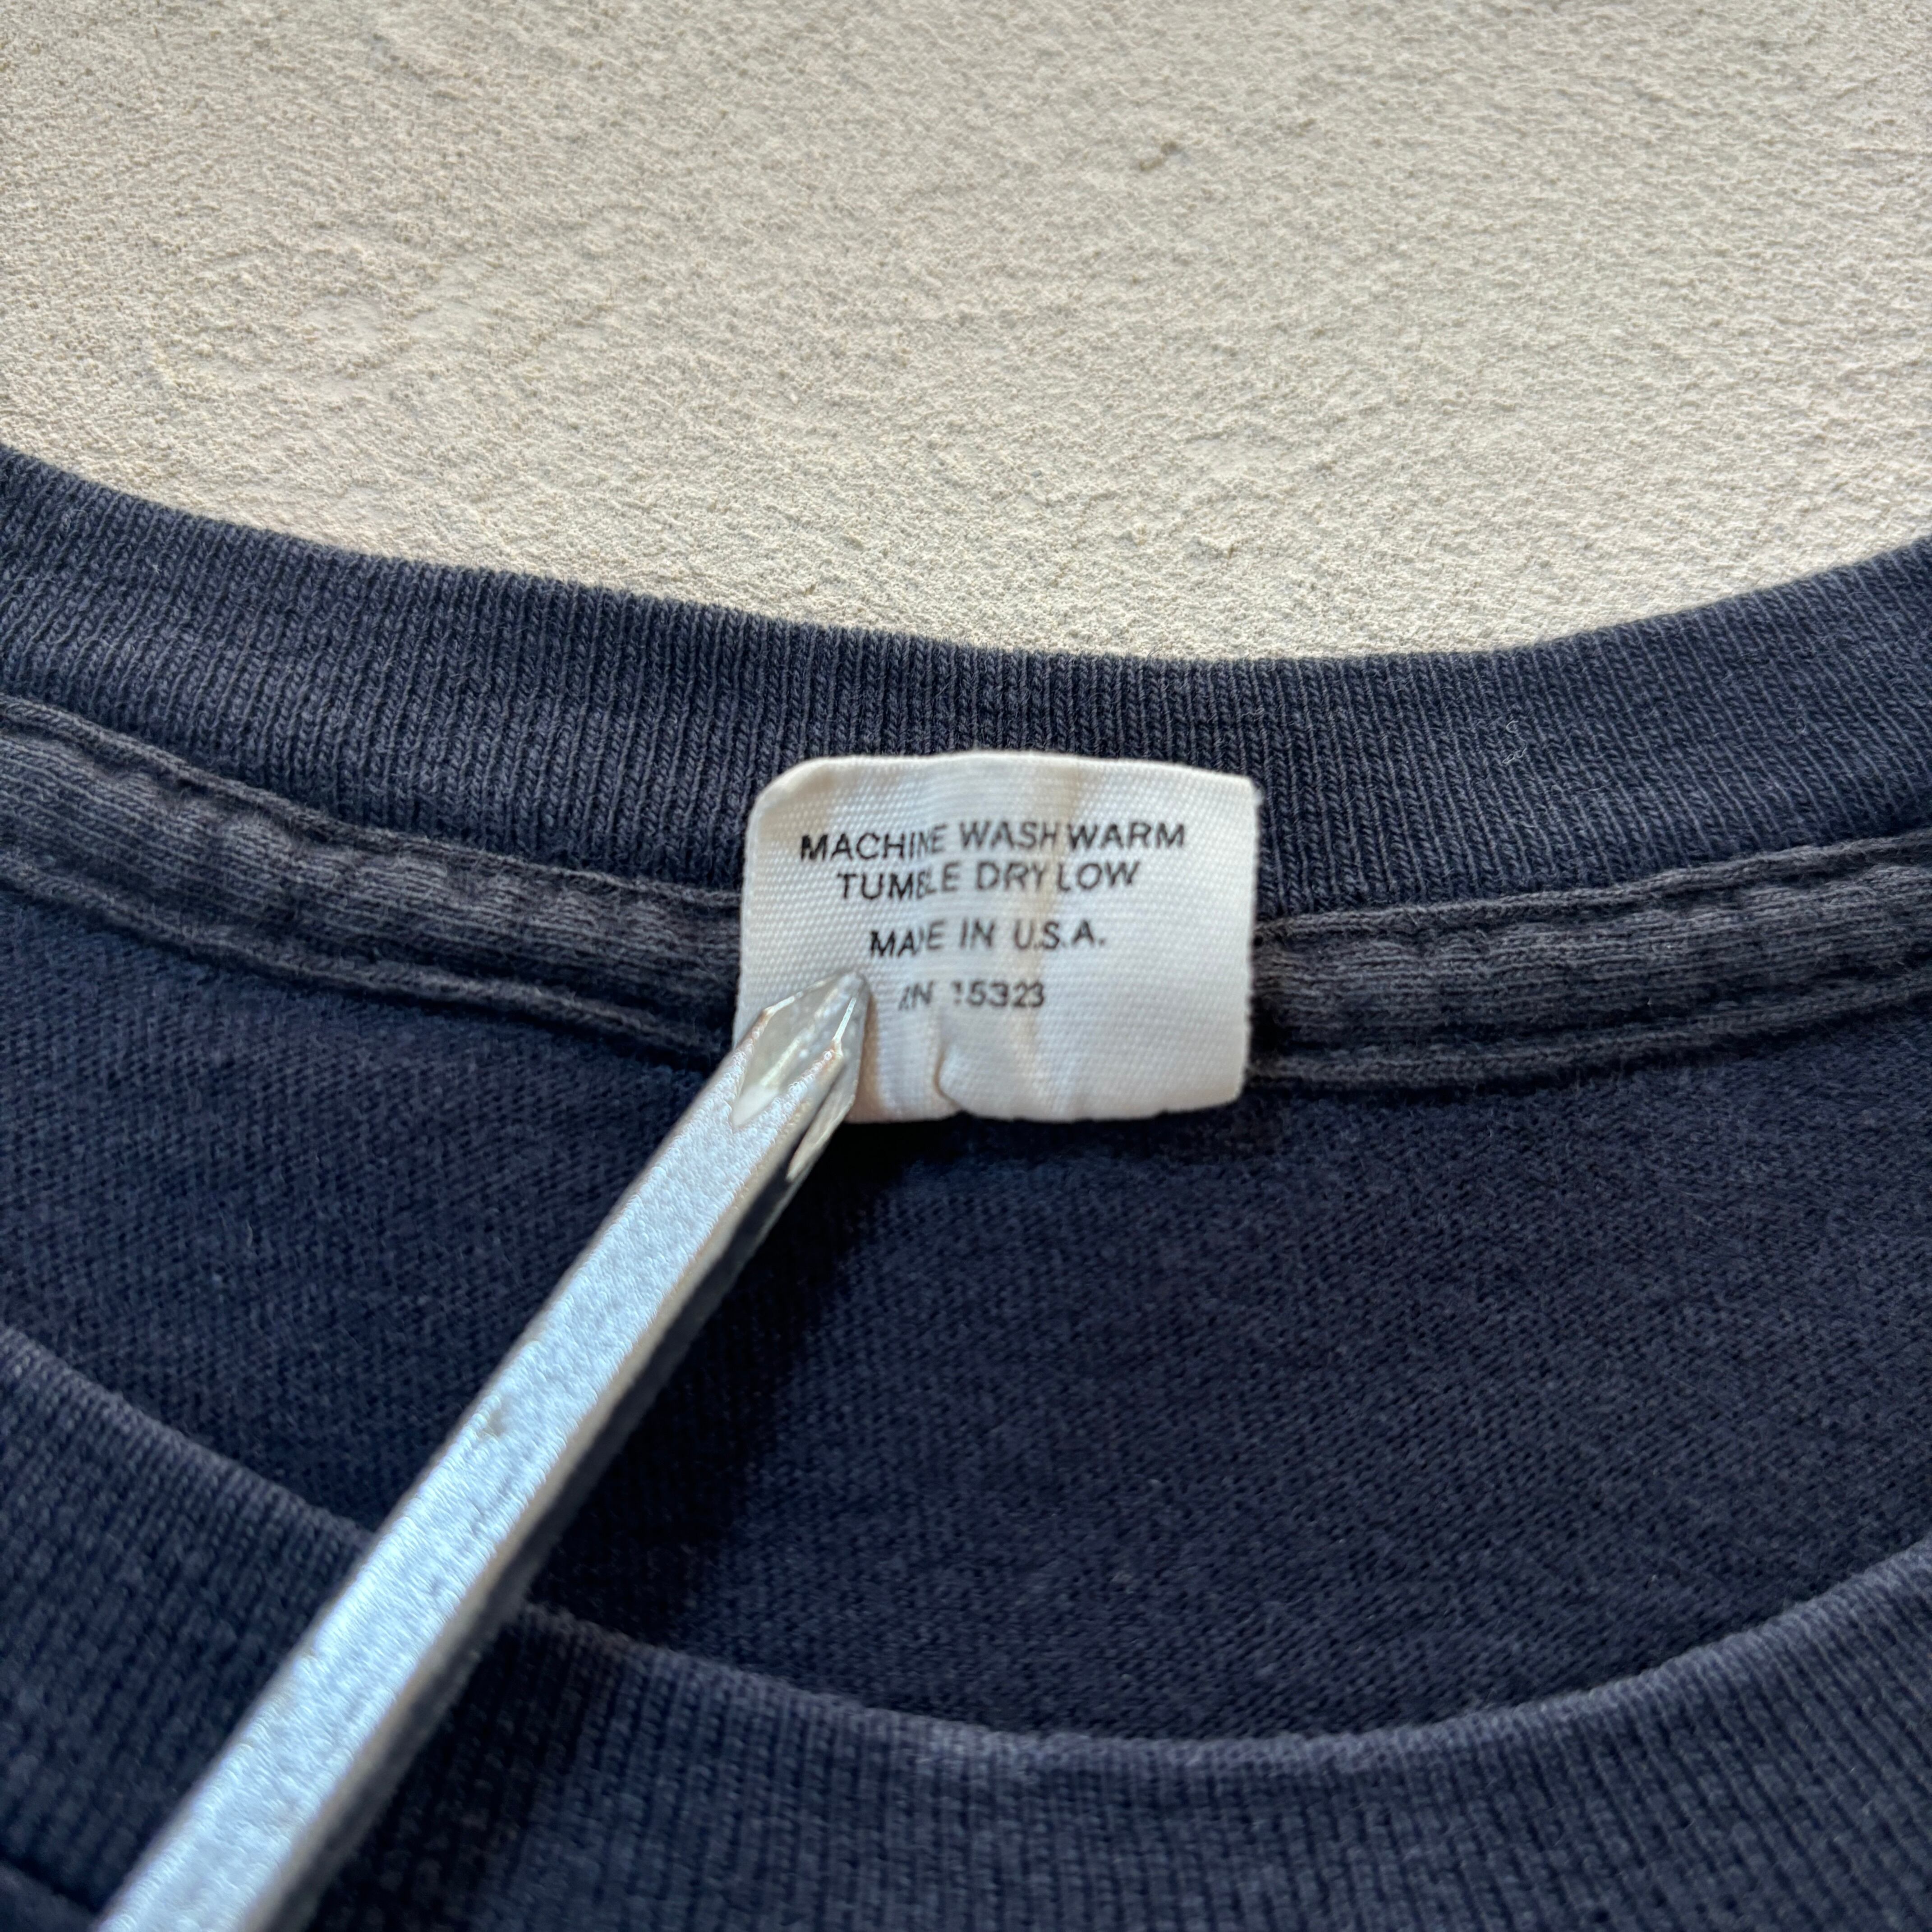 MACHINE WASH WARM
TUMBLE DRY LOW
MADE IN U.S.A.
RN 15323